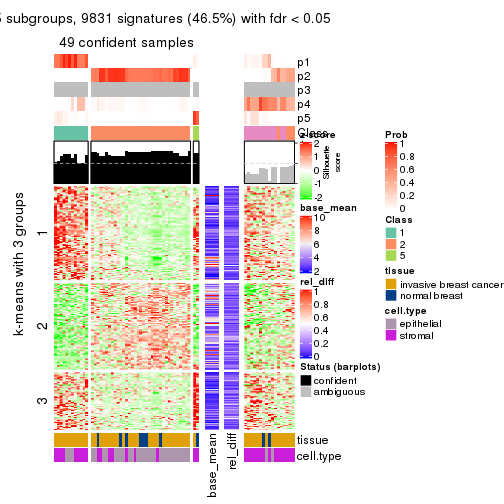 5 subgroups, 9831 signatures (46.5%) with fdr < 0.05
49 confident samples
p1
p2
p3
p4
p5
Class
k-means with 3 groups
1
2
3
Silhouette
score
z-score
2
1
0
-1
-2
base_mean
10
8
6
4
2
rel_diff
1
0.8
0.6
0.4
0.2
0
Status (barplots)
confident
ambiguous
Prob
1
0.8
0.6
0.4
0.2
0
Class
1
2
5
tissue
invasive breast cancer
normal breast
cell.type
epithelial
stromal
tissue
cell.type
base_mean
rel_diff